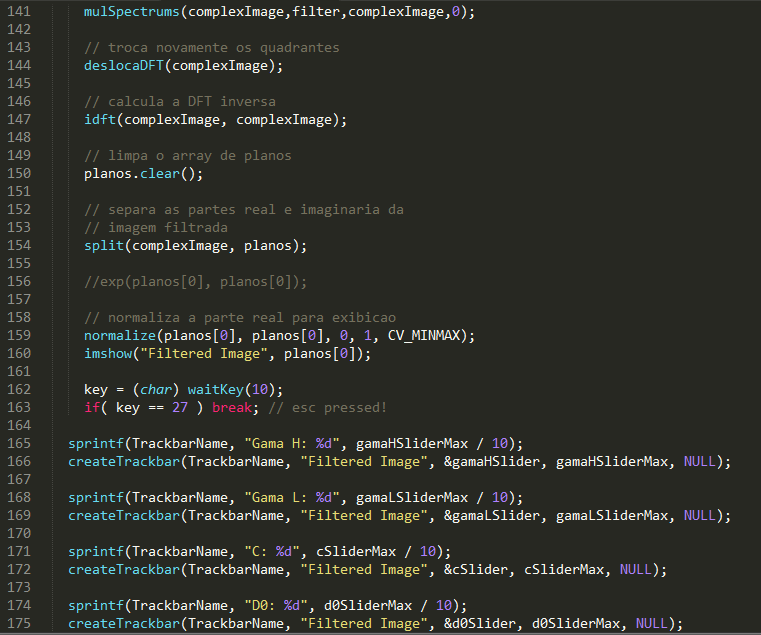 141 mulSpectrums(complexImage,filter,complexImage,0);
142
143 // troca novamente os quadrantes
144 deslocaDFT(complexImage);
145
146 // calcula a DFT inversa
147 idft(complexImage, complexImage);
148
149 // limpa o array de planos
150 planos.clear();
151
152 // separa as partes real e imaginaria da
153 // imagem filtrada
154 split(complexImage, planos);
155
156 //exp(planos[0], planos[0]);
157
158 // normaliza a parte real para exibicao
159 normalize(planos[0], planos[0], 0, 1, CV_MINMAX);
160 imshow("Filtered Image", planos[0]);
161
162 key = (char) waitKey(10);
163 if( key == 27 ) break; // esc pressed!
164
165 sprintf(TrackbarName, "Gama H: %d", gamaHSliderMax / 10);
166 createTrackbar(TrackbarName, "Filtered Image", &gamaHSlider, gamaHSliderMax, NULL);
167
168 sprintf(TrackbarName, "Gama L: %d", gamaLSliderMax / 10);
169 createTrackbar(TrackbarName, "Filtered Image", &gamaLSlider, gamaLSliderMax, NULL);
170
171 sprintf(TrackbarName, "C: %d", cSliderMax / 10);
172 createTrackbar(TrackbarName, "Filtered Image", &cSlider, cSliderMax, NULL);
173
174 sprintf(TrackbarName, "D0: %d", d0SliderMax / 10);
175 createTrackbar(TrackbarName, "Filtered Image", &d0Slider, d0SliderMax, NULL);